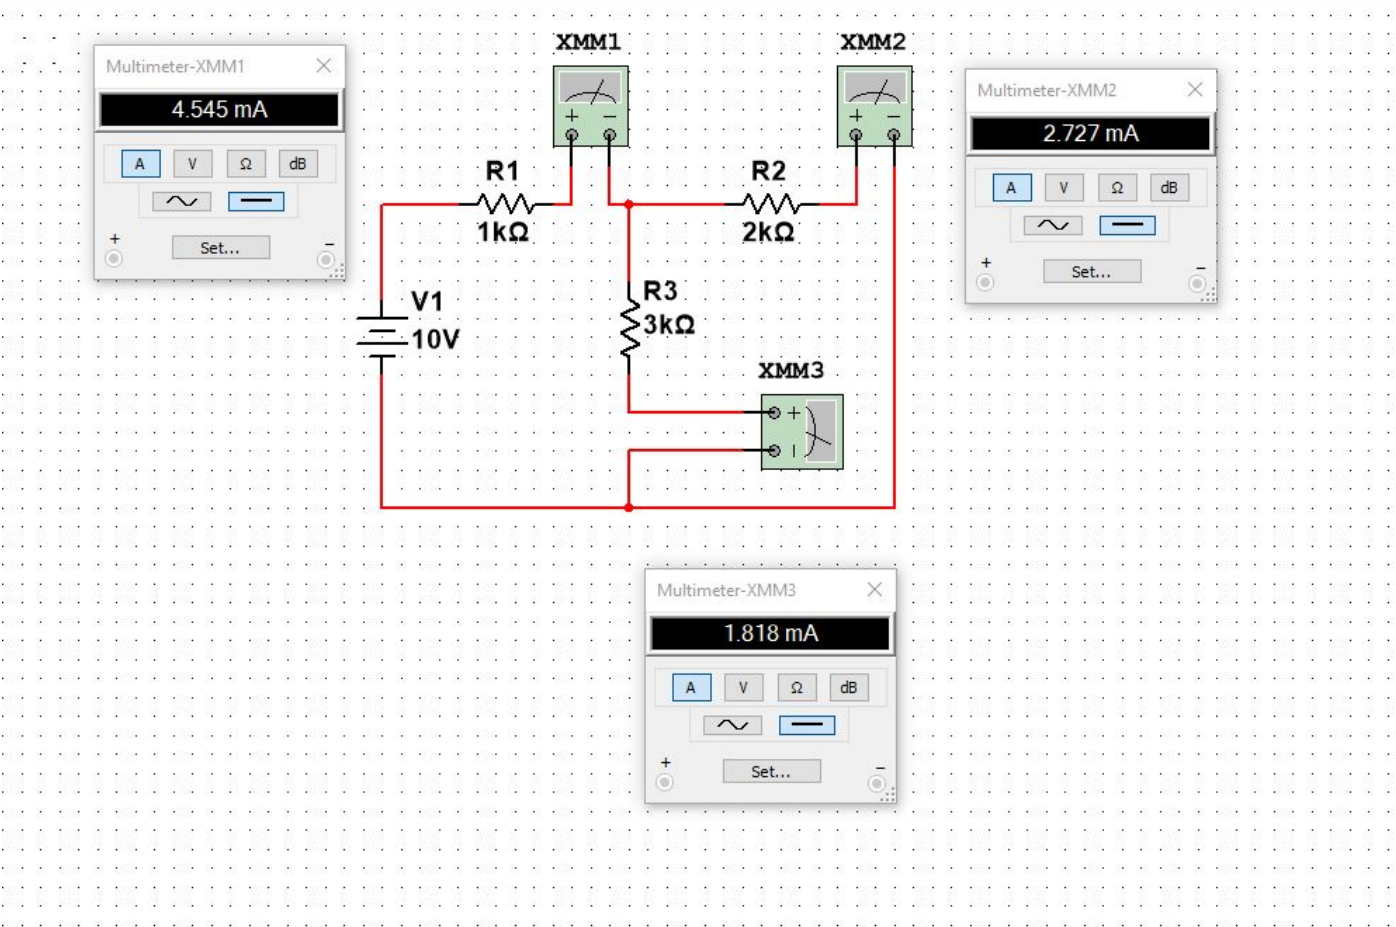 XMM1
XMM2
Multimeter-XMM1
4.545 mA
A V Ω dB
+ −
Set...
Multimeter-XMM2
2.727 mA
A V Ω dB
+ −
Set...
+ −
+ −
R1
1kΩ
R2
2kΩ
V1
10V
R3
3kΩ
XMM3
+
−
Multimeter-XMM3
1.818 mA
A V Ω dB
+ −
Set...